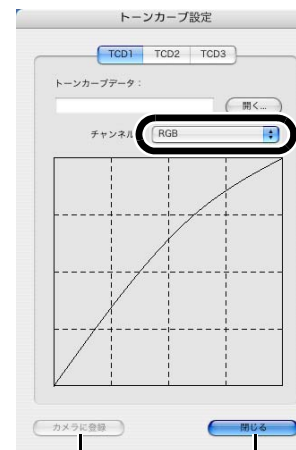 トーンカーブ設定
TCD1 TCD2 TCD3
トーンカーブデータ：
開く...
チャンネル RGB
カメラに登録 閉じる